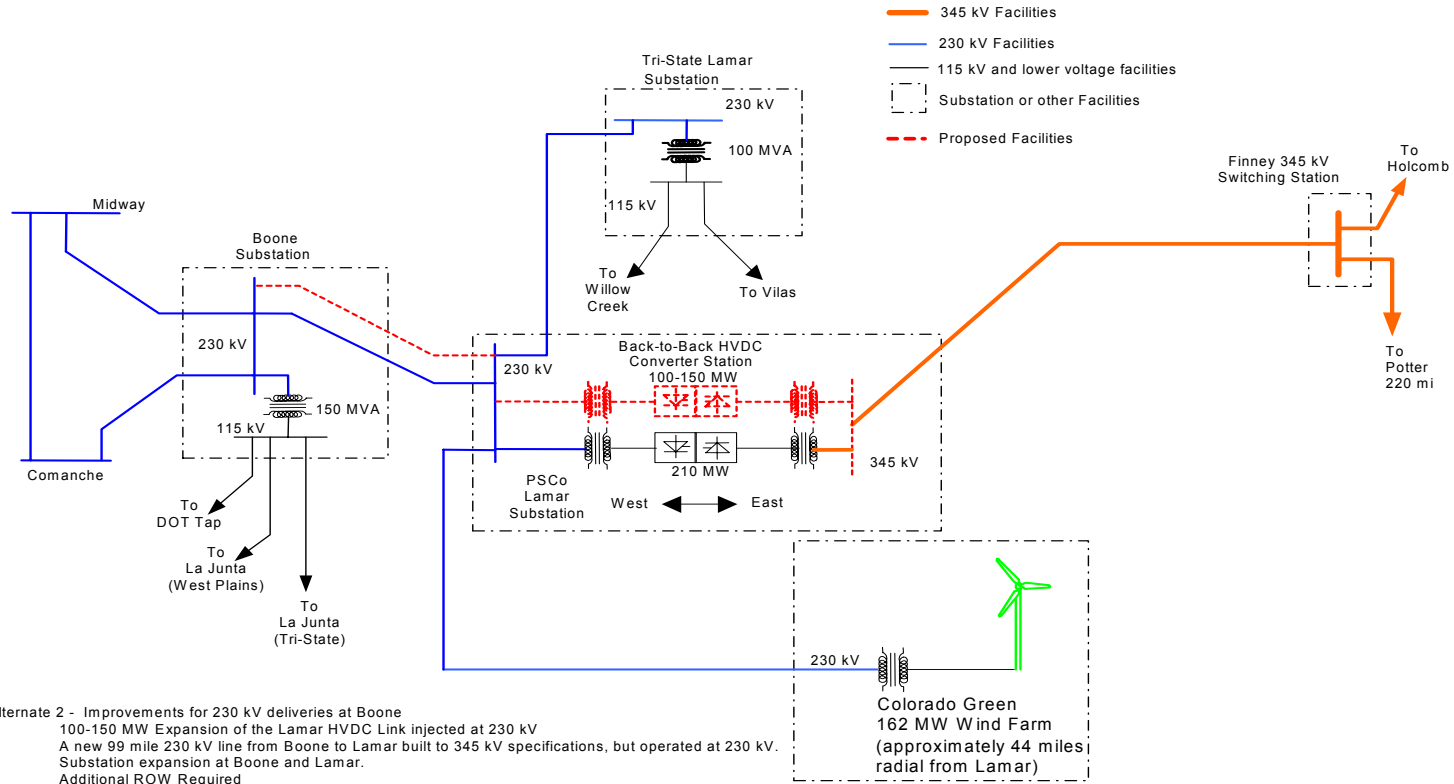 345 kV Facilities
230 kV Facilities
115 kV and lower voltage facilities
Substation or other Facilities
Proposed Facilities
Tri-State Lamar
Substation
230 kV
100 MVA
115 kV
To
Willow
Creek
To Vilas
Finney 345 kV
Switching Station
To
Holcomb
To
Potter
220 mi
Midway
Comanche
Boone
Substation
230 kV
150 MVA
115 kV
To
DOT Tap
To
La Junta
(West Plains)
To
La Junta
(Tri-State)
230 kV
Back-to-Back HVDC
Converter Station
100-150 MW
210 MW
345 kV
PSCo
Lamar
Substation
West
East
230 kV
Colorado Green
162 MW Wind Farm
(approximately 44 miles
radial from Lamar)
lternate 2 - Improvements for 230 kV deliveries at Boone
100-150 MW Expansion of the Lamar HVDC Link injected at 230 kV
A new 99 mile 230 kV line from Boone to Lamar built to 345 kV specifications, but operated at 230 kV.
Substation expansion at Boone and Lamar.
Additional ROW Required